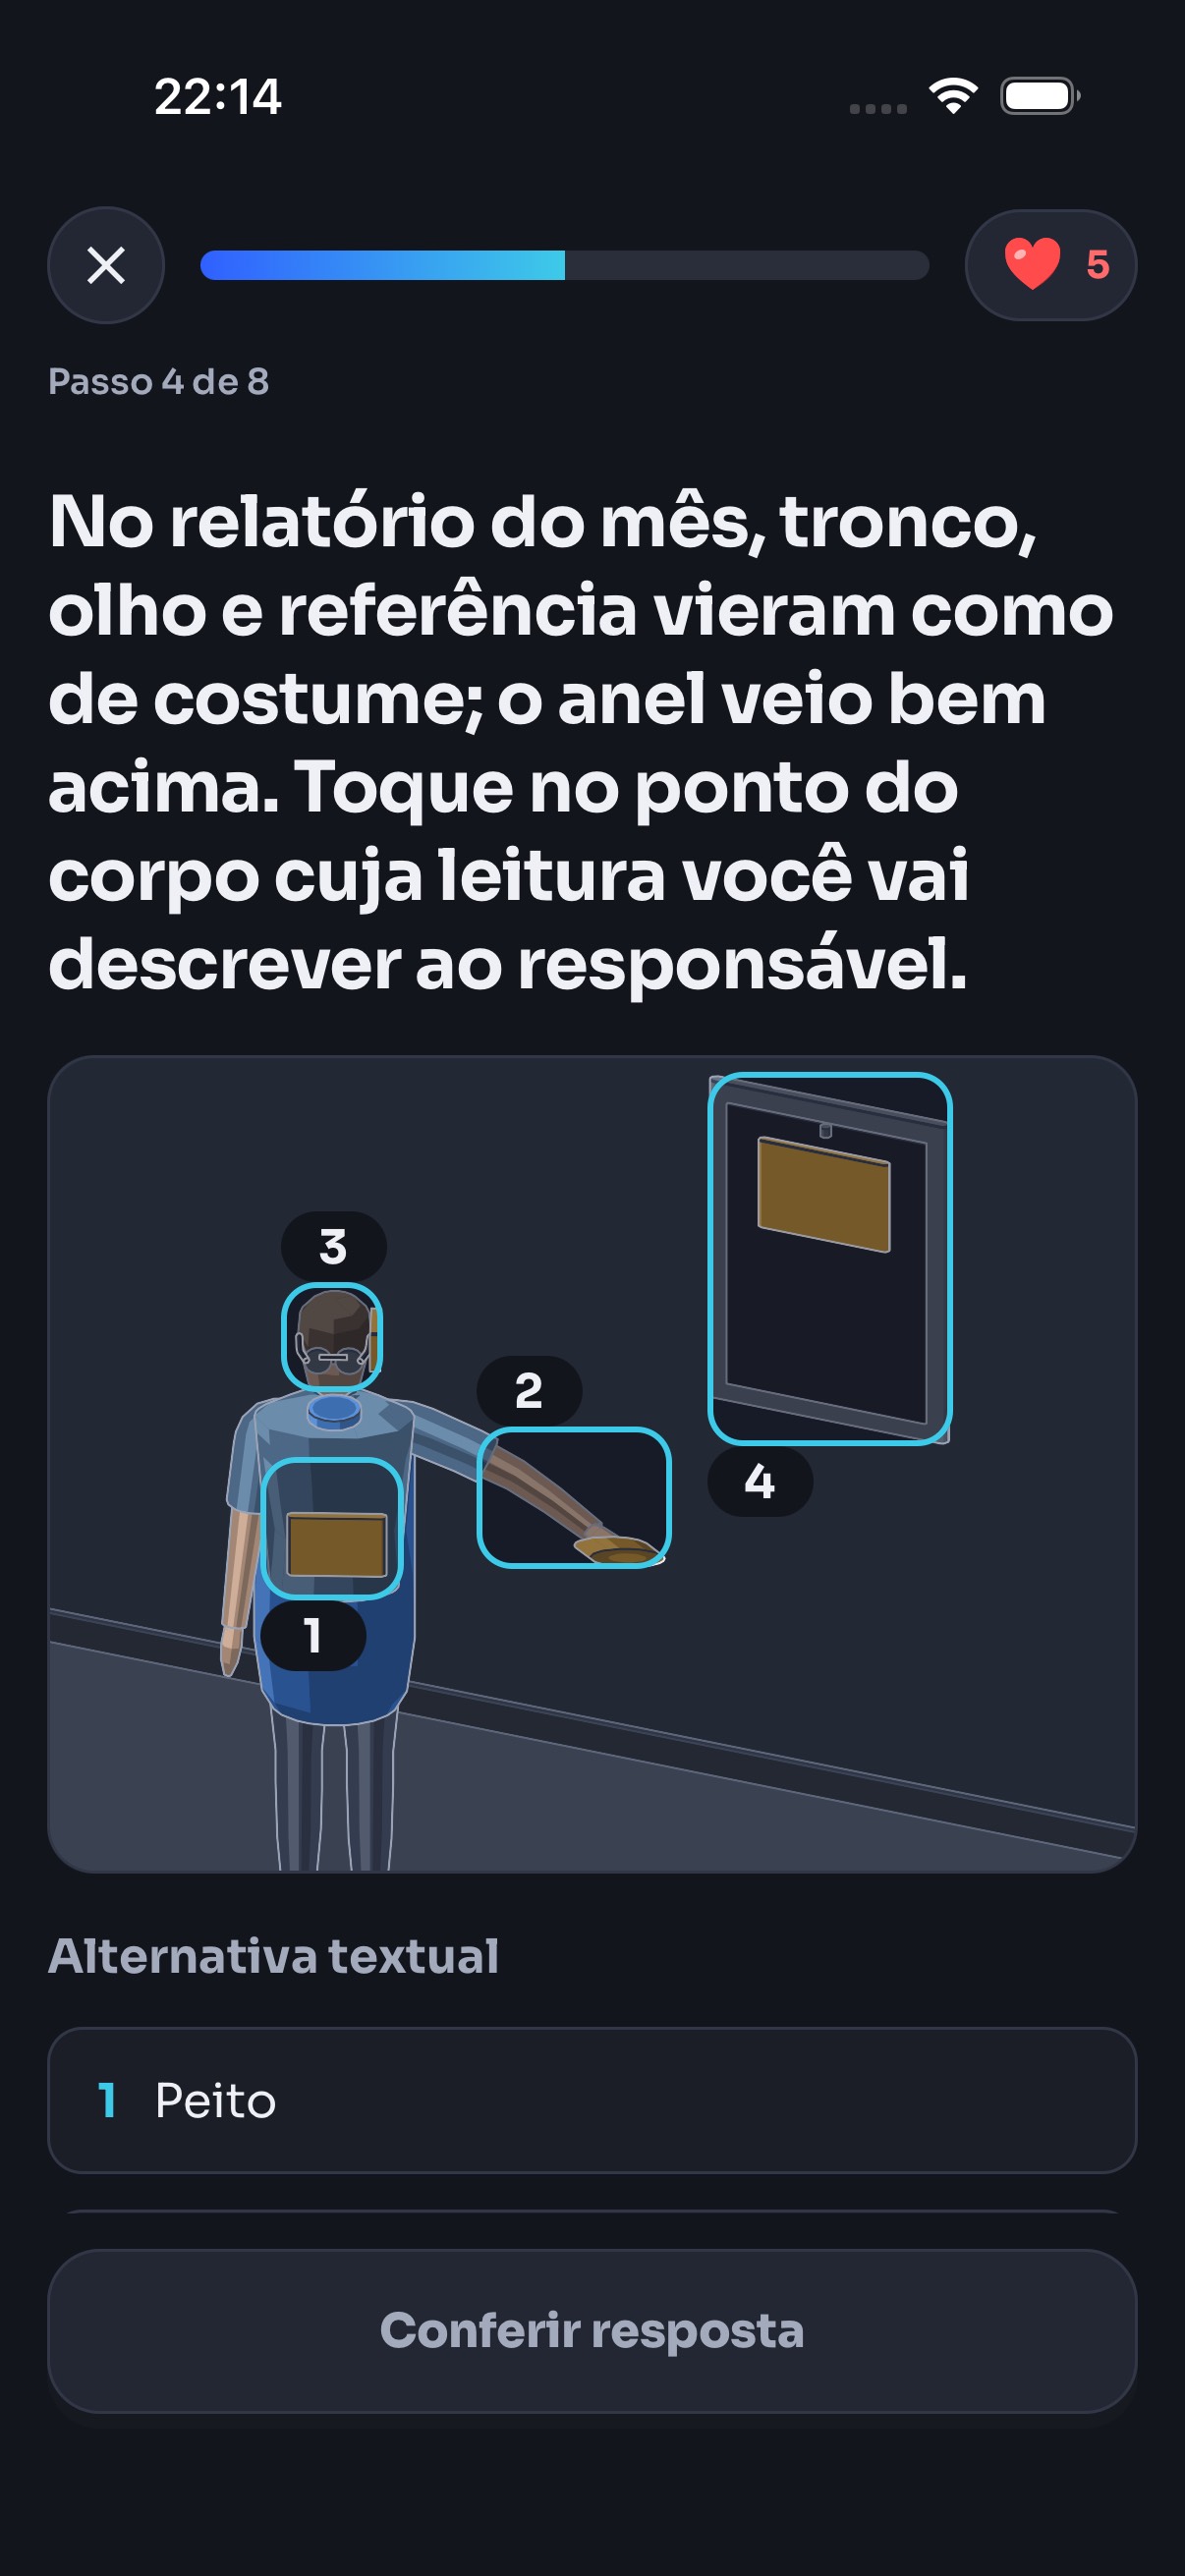 22:14
5
Passo 4 de 8
No relatório do mês, tronco,
olho e referência vieram como
de costume; o anel veio bem
acima. Toque no ponto do
corpo cuja leitura você vai
descrever ao responsável.
3
2
4
1
Alternativa textual
1 Peito
Conferir resposta